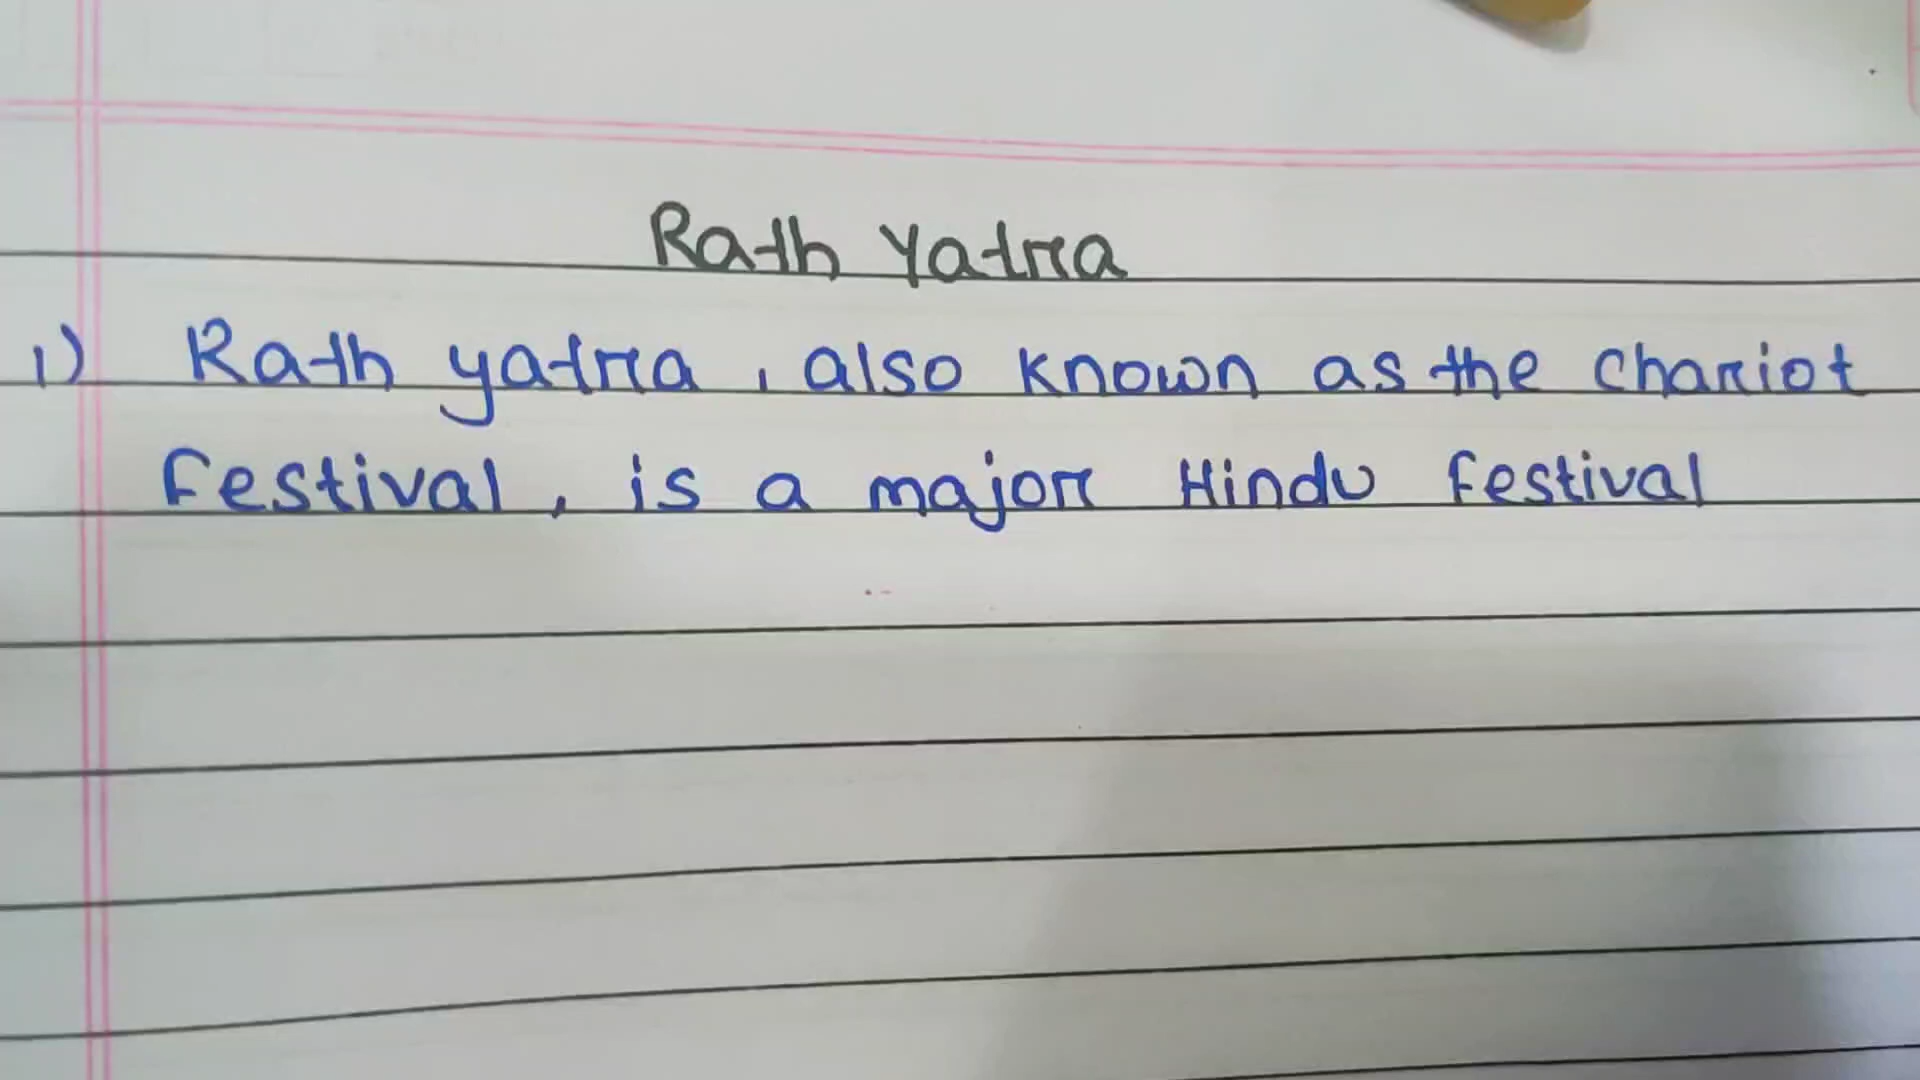 Rath Yatra
1) Rath yatra, also known as the chariot
festival, is a major Hindu festival